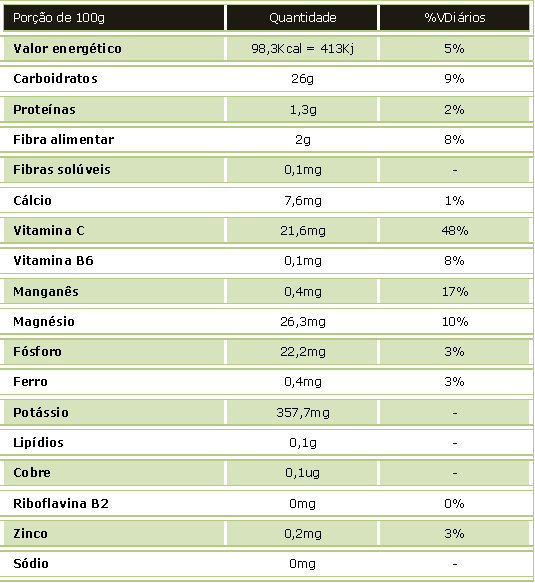 Porção de 100g Quantidade %VDiários
Valor energético 98,3Kcal = 413Kj 5%
Carboidratos 26g 9%
Proteínas 1,3g 2%
Fibra alimentar 2g 8%
Fibras solúveis 0,1mg -
Cálcio 7,6mg 1%
Vitamina C 21,6mg 48%
Vitamina B6 0,1mg 8%
Manganês 0,4mg 17%
Magnésio 26,3mg 10%
Fósforo 22,2mg 3%
Ferro 0,4mg 3%
Potássio 357,7mg -
Lipídios 0,1g -
Cobre 0,1ug -
Riboflavina B2 0mg 0%
Zinco 0,2mg 3%
Sódio 0mg -